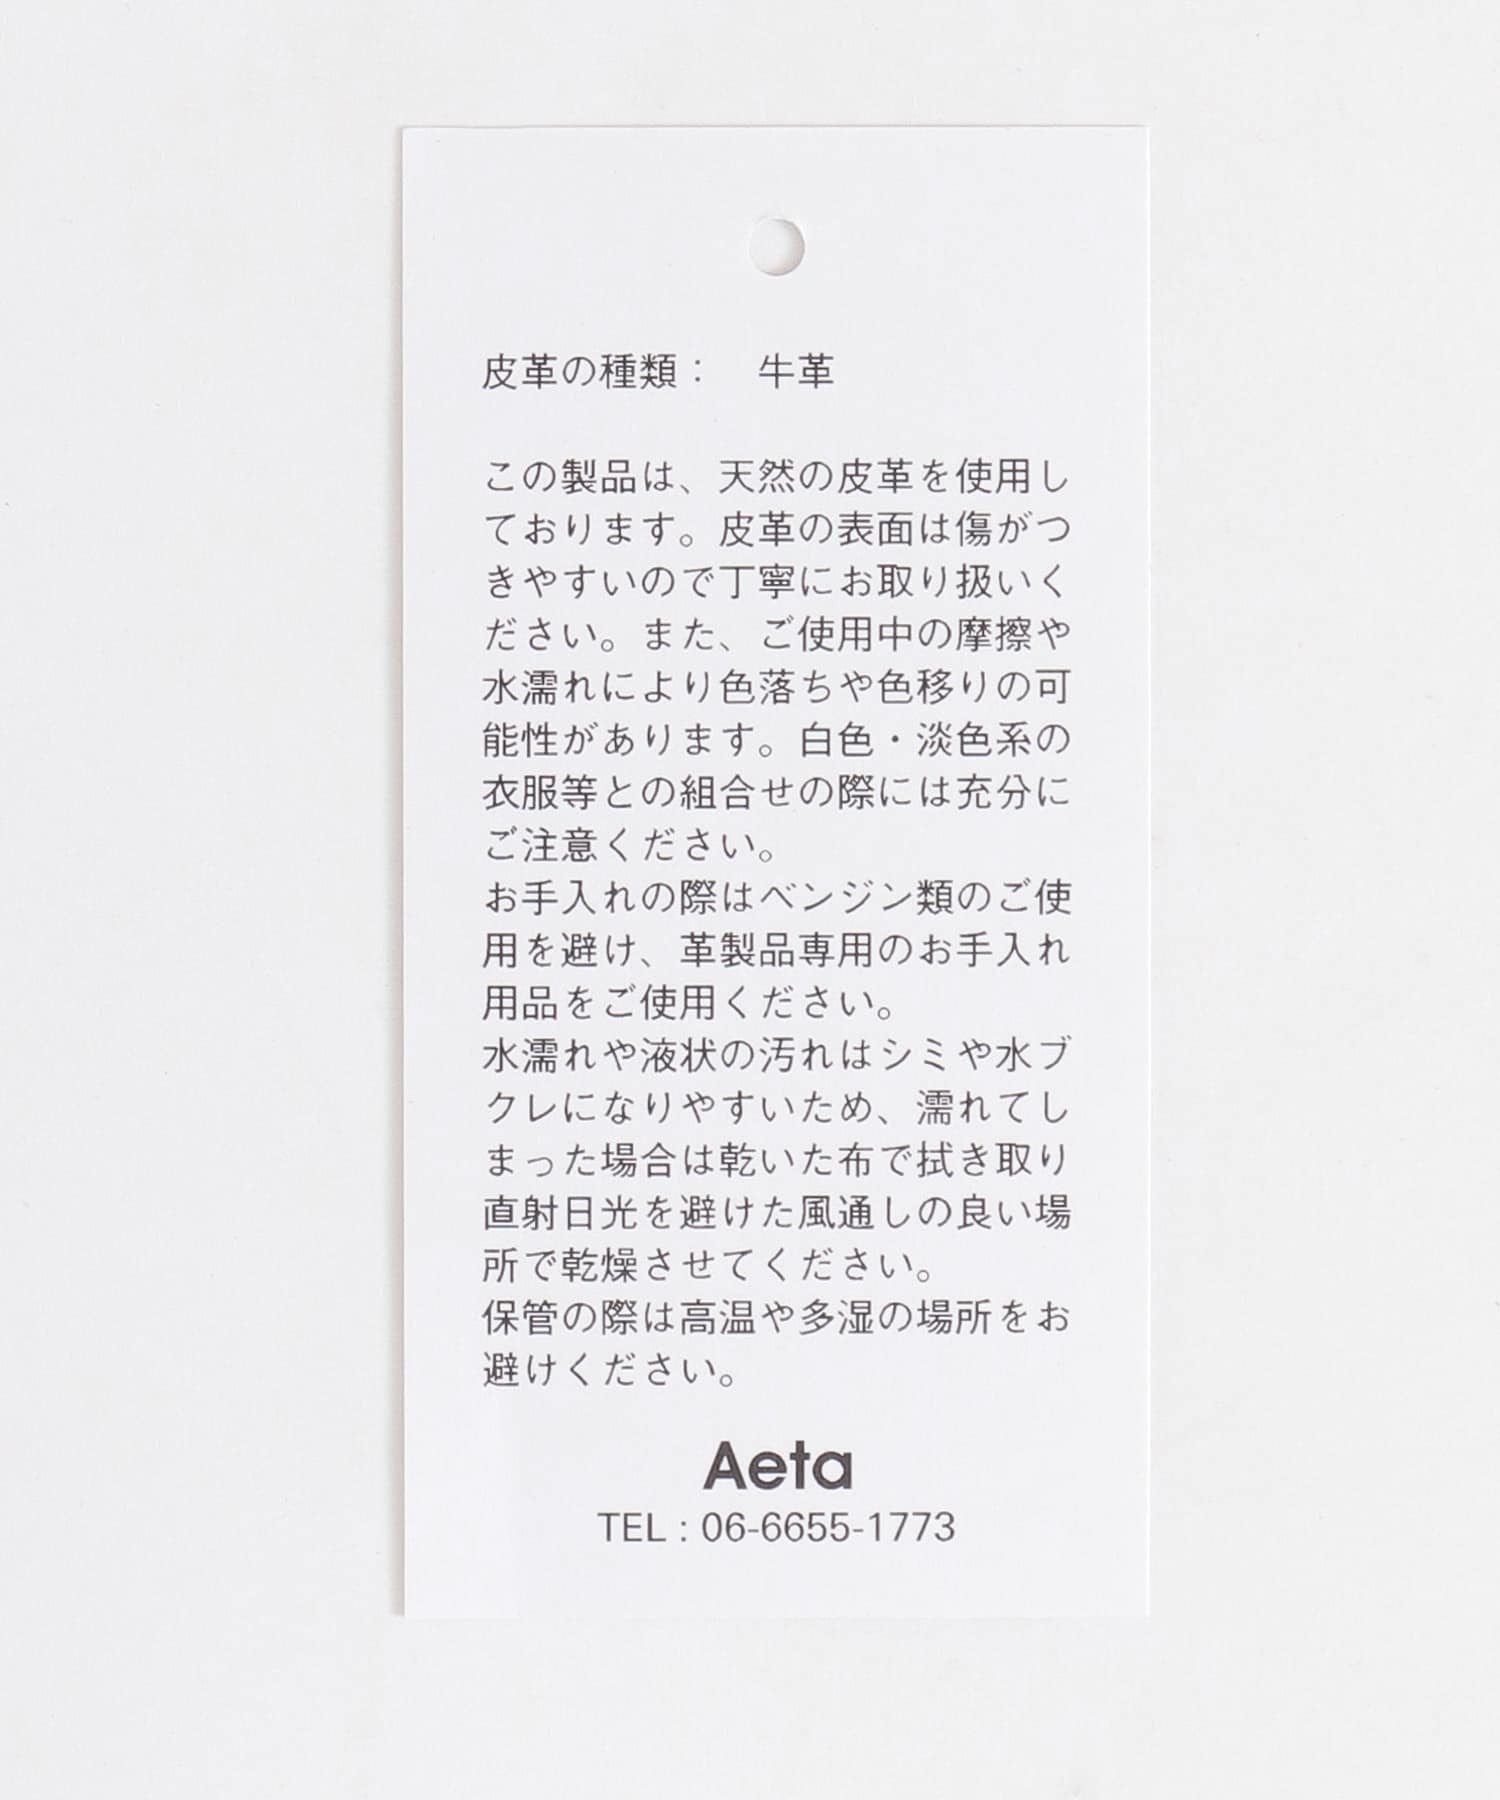 皮革の種類：　牛革
この製品は、天然の皮革を使用し
ております。皮革の表面は傷がつ
きやすいので丁寧にお取り扱いく
ださい。また、ご使用中の摩擦や
水濡れにより色落ちや色移りの可
能性があります。白色・淡色系の
衣服等との組合せの際には充分に
ご注意ください。
お手入れの際はベンジン類のご使
用を避け、革製品専用のお手入れ
用品をご使用ください。
水濡れや液状の汚れはシミや水ブ
クレになりやすいため、濡れてし
まった場合は乾いた布で拭き取り
直射日光を避けた風通しの良い場
所で乾燥させてください。
保管の際は高温や多湿の場所をお
避けください。
Aeta
TEL : 06-6655-1773